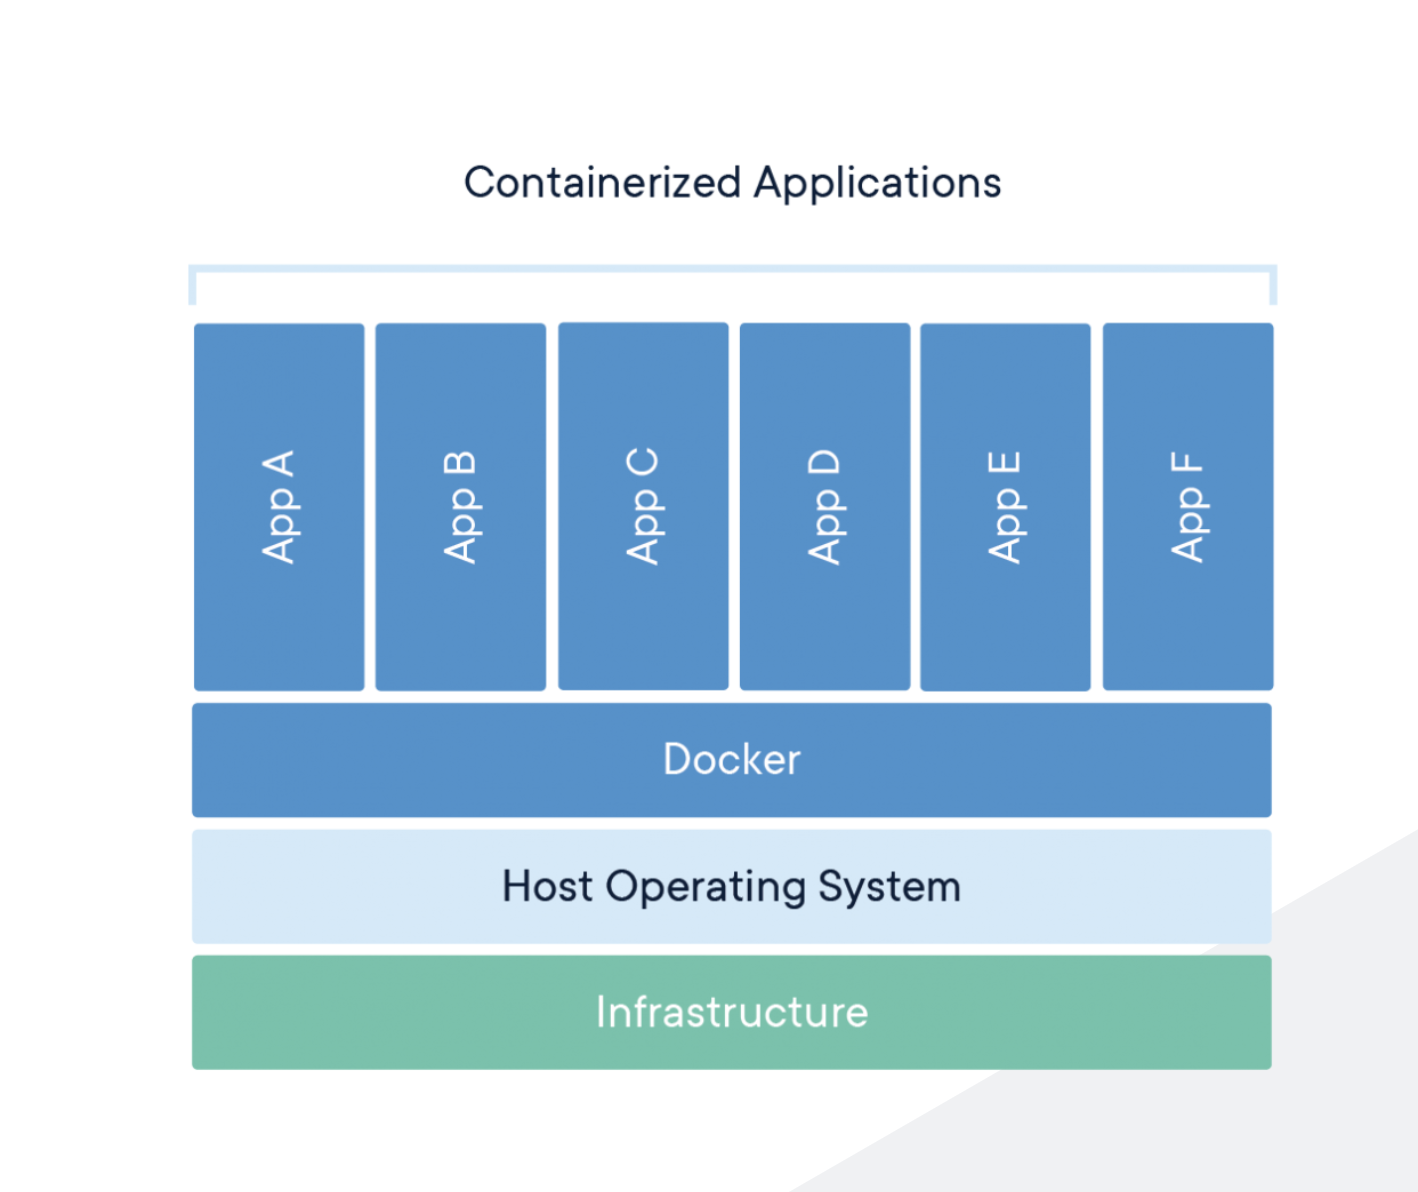 Containerized Applications
App A
App B
App C
App D
App E
App F
Docker
Host Operating System
Infrastructure